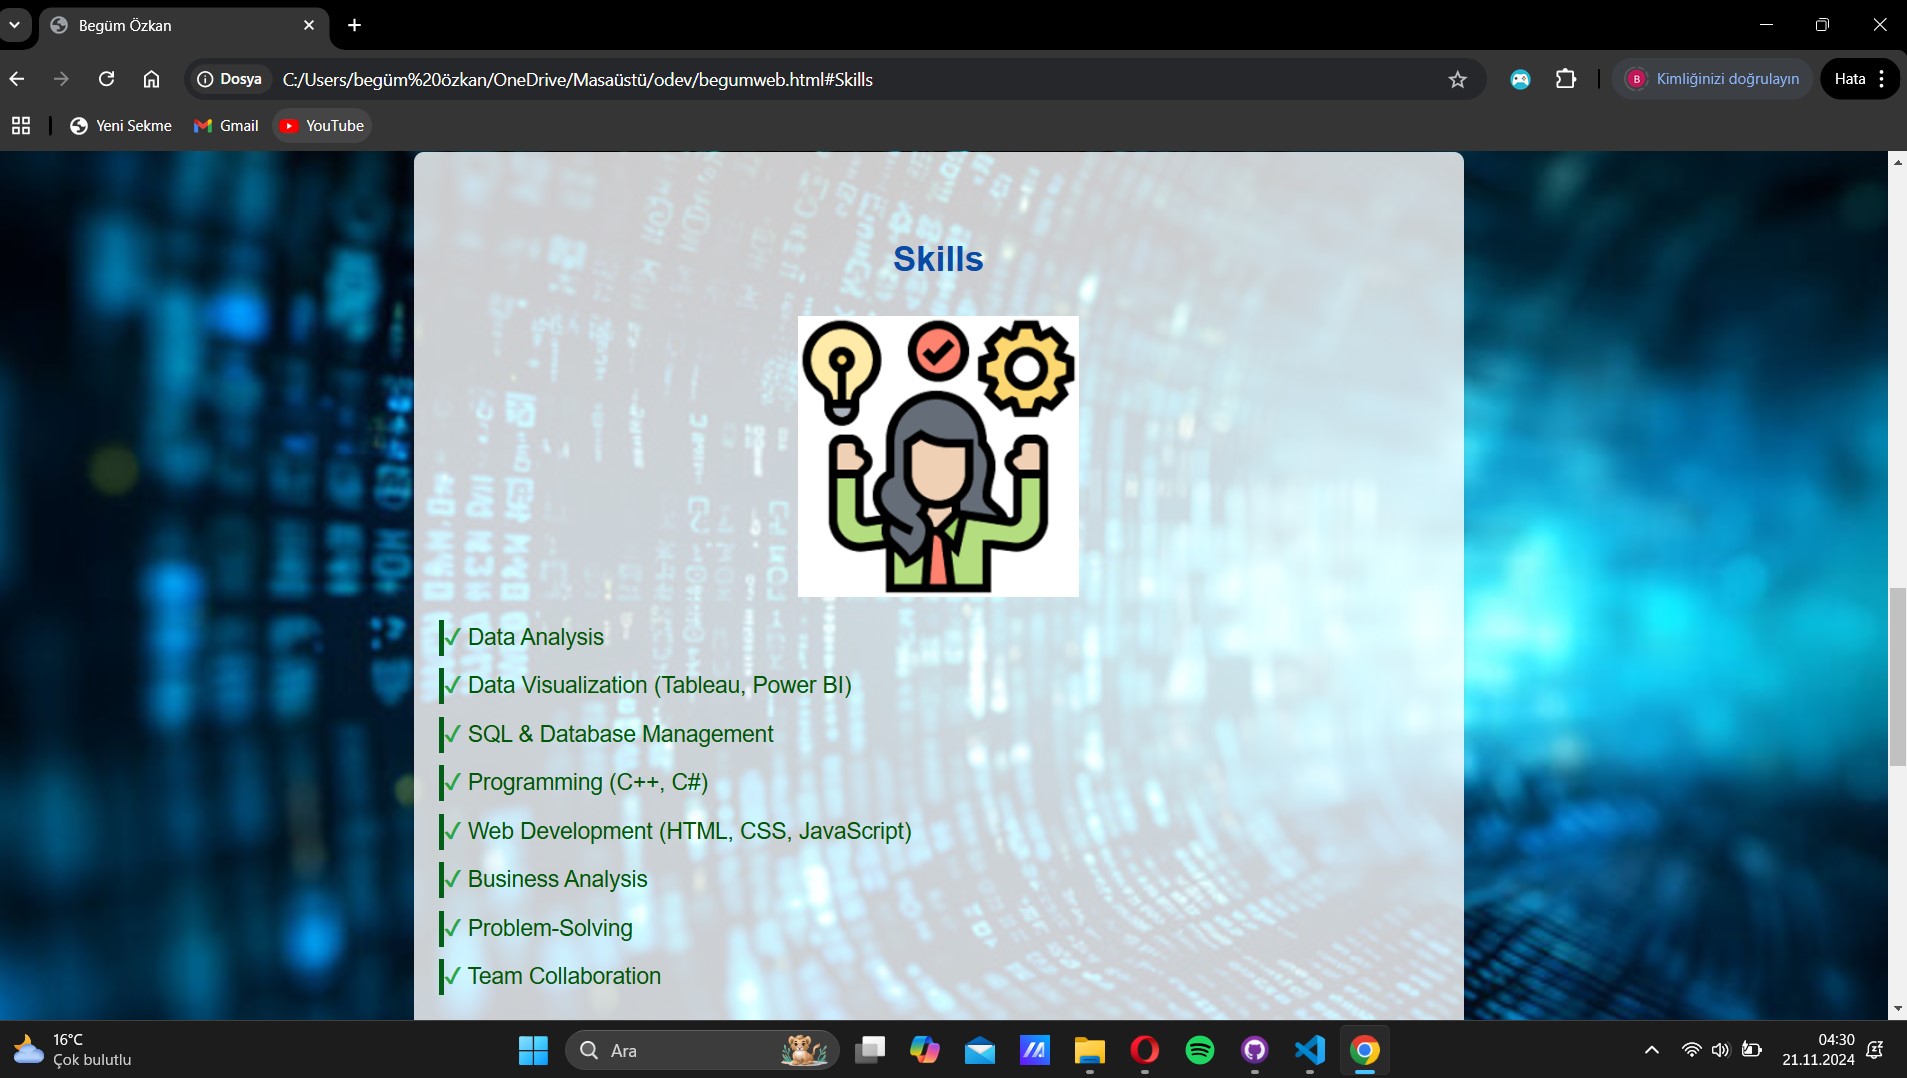 Begüm Özkan
Dosya
C:/Users/begüm%20özkan/OneDrive/Masaüstü/odev/begumweb.html#Skills
B
Kimliğinizi doğrulayın
Hata
Yeni Sekme
Gmail
YouTube
Skills
✓ Data Analysis
✓ Data Visualization (Tableau, Power BI)
✓ SQL & Database Management
✓ Programming (C++, C#)
✓ Web Development (HTML, CSS, JavaScript)
✓ Business Analysis
✓ Problem-Solving
✓ Team Collaboration
16°C
Çok bulutlu
Ara
04:30
21.11.2024